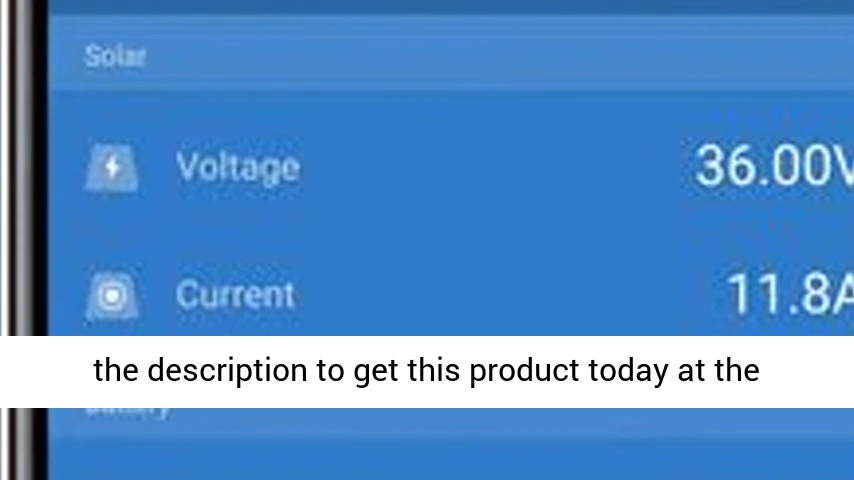 Solar
Voltage 36.00V
Current 11.8A
the description to get this product today at the